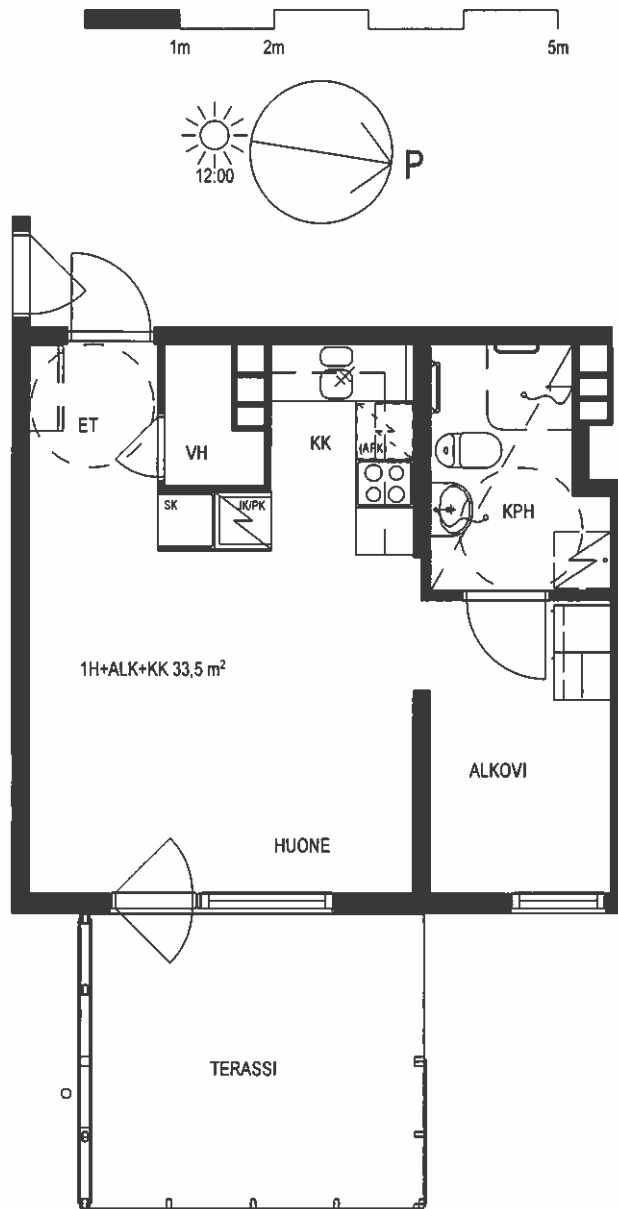 1m 2m 5m
12:00
P
ET
VH
KK
(APK)
SK
JK/PK
KPH
1H+ALK+KK 33,5 m²
ALKOVI
HUONE
TERASSI